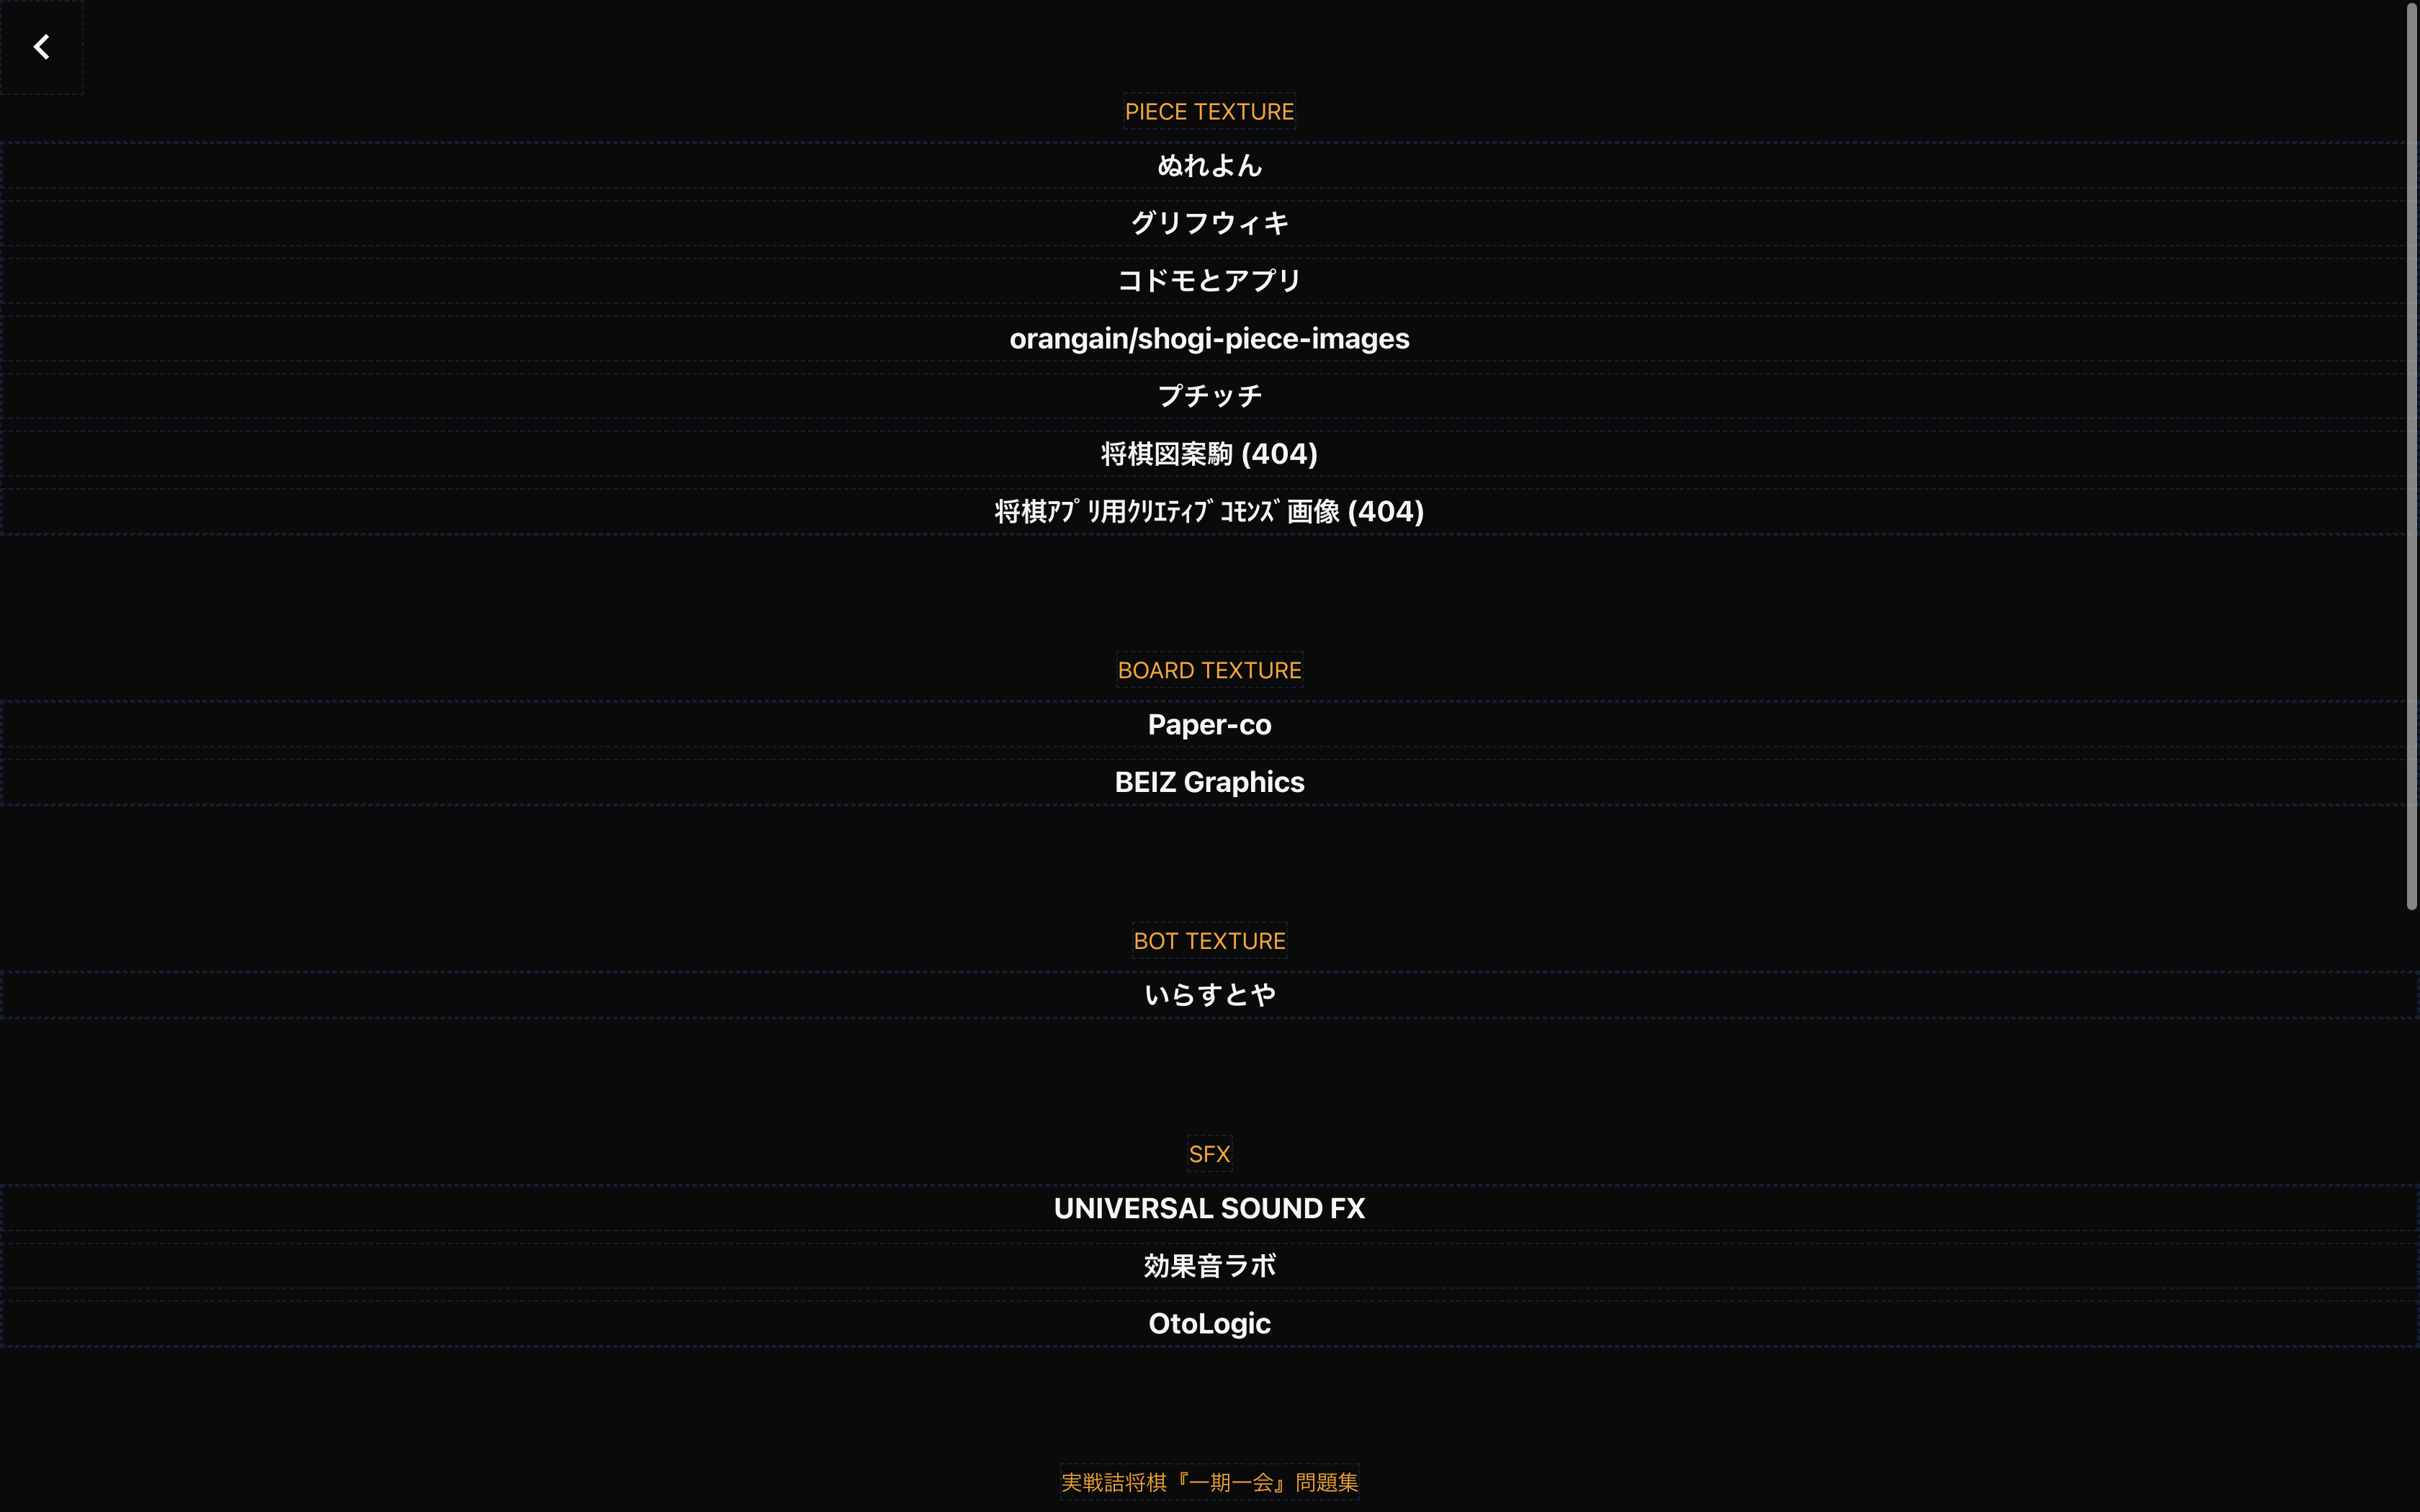 PIECE TEXTURE
ぬれよん
グリフウィキ
コドモとアプリ
orangain/shogi-piece-images
プチッチ
将棋図案駒 (404)
将棋ｱﾌﾟﾘ用ｸﾘｴﾃｨﾌﾞｺﾓﾝｽﾞ画像 (404)
BOARD TEXTURE
Paper-co
BEIZ Graphics
BOT TEXTURE
いらすとや
SFX
UNIVERSAL SOUND FX
効果音ラボ
OtoLogic
実戦詰将棋『一期一会』問題集